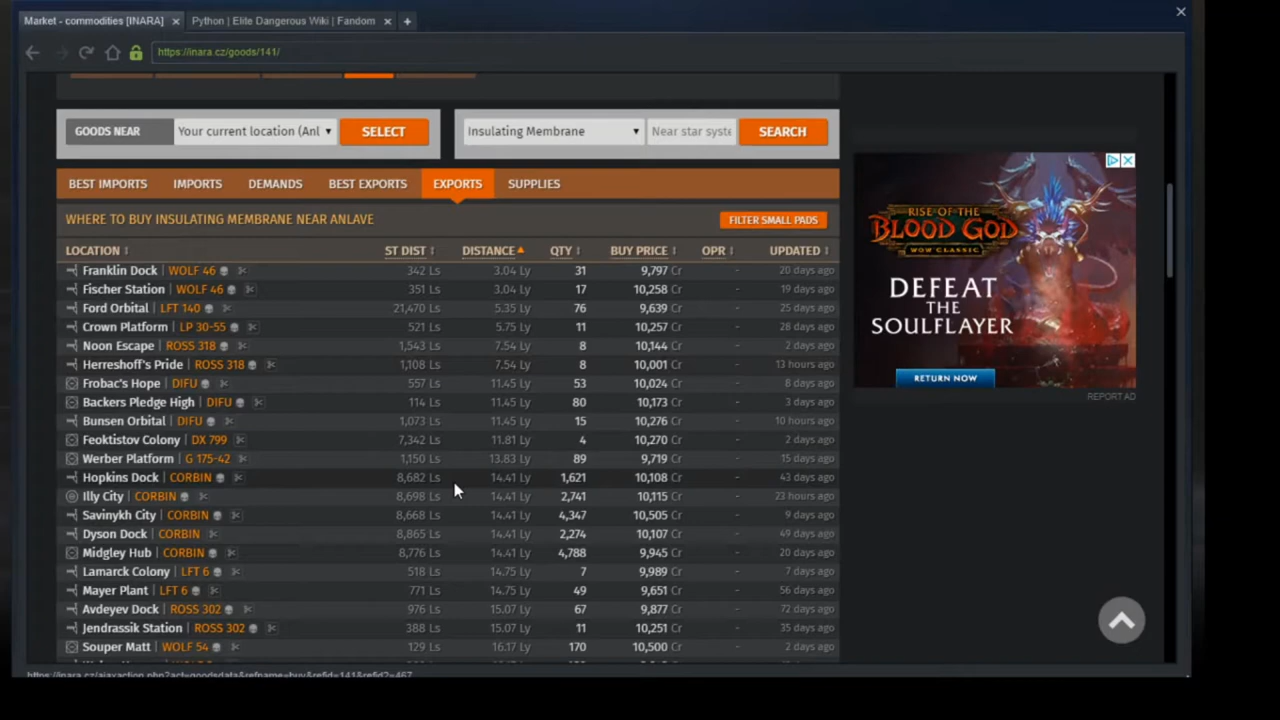 Market - commodities [INARA] × Python | Elite Dangerous Wiki | Fandom × +
https://inara.cz/goods/141/
GOODS NEAR Your current location (Anl SELECT Insulating Membrane Near star syste SEARCH
BEST IMPORTS IMPORTS DEMANDS BEST EXPORTS EXPORTS SUPPLIES
WHERE TO BUY INSULATING MEMBRANE NEAR ANLAVE FILTER SMALL PADS
LOCATION ST DIST DISTANCE QTY BUY PRICE OPR UPDATED
Franklin Dock | WOLF 46 342 Ls 3.04 Ly 31 9,797 Cr - 20 days ago
Fischer Station | WOLF 46 351 Ls 3.04 Ly 17 10,258 Cr - 19 days ago
Ford Orbital | LFT 140 21,470 Ls 5.35 Ly 76 9,639 Cr - 25 days ago
Crown Platform | LP 30-55 521 Ls 5.75 Ly 11 10,257 Cr - 28 days ago
Noon Escape | ROSS 318 1,543 Ls 7.54 Ly 8 10,144 Cr - 2 days ago
Herreshoff's Pride | ROSS 318 1,108 Ls 7.54 Ly 8 10,001 Cr - 13 hours ago
Frobac's Hope | DIFU 557 Ls 11.45 Ly 53 10,024 Cr - 8 days ago
Backers Pledge High | DIFU 114 Ls 11.45 Ly 80 10,173 Cr - 3 days ago
Bunsen Orbital | DIFU 1,073 Ls 11.45 Ly 15 10,276 Cr - 10 hours ago
Feoktistov Colony | DX 799 7,342 Ls 11.81 Ly 4 10,270 Cr - 2 days ago
Werber Platform | G 175-42 1,150 Ls 13.83 Ly 89 9,719 Cr - 15 days ago
Hopkins Dock | CORBIN 8,682 Ls 14.41 Ly 1,621 10,108 Cr - 43 days ago
Illy City | CORBIN 8,698 Ls 14.41 Ly 2,741 10,115 Cr - 23 hours ago
Savinykh City | CORBIN 8,668 Ls 14.41 Ly 4,347 10,505 Cr - 9 days ago
Dyson Dock | CORBIN 8,865 Ls 14.41 Ly 2,274 10,107 Cr - 49 days ago
Midgley Hub | CORBIN 8,776 Ls 14.41 Ly 4,788 9,945 Cr - 20 days ago
Lamarck Colony | LFT 6 518 Ls 14.75 Ly 7 9,989 Cr - 7 days ago
Mayer Plant | LFT 6 771 Ls 14.75 Ly 49 9,651 Cr - 56 days ago
Avdeyev Dock | ROSS 302 976 Ls 15.07 Ly 67 9,877 Cr - 72 days ago
Jendrassik Station | ROSS 302 388 Ls 15.07 Ly 11 10,251 Cr - 35 days ago
Souper Matt | WOLF 54 129 Ls 16.17 Ly 170 10,500 Cr - 2 days ago
https://inara.cz/ajaxaction.php?act=goodsdata&refname=buy&refid=141&refid2=467
RISE OF THE
BLOOD GOD
WOW CLASSIC
DEFEAT
THE
SOULFLAYER
RETURN NOW
REPORT AD